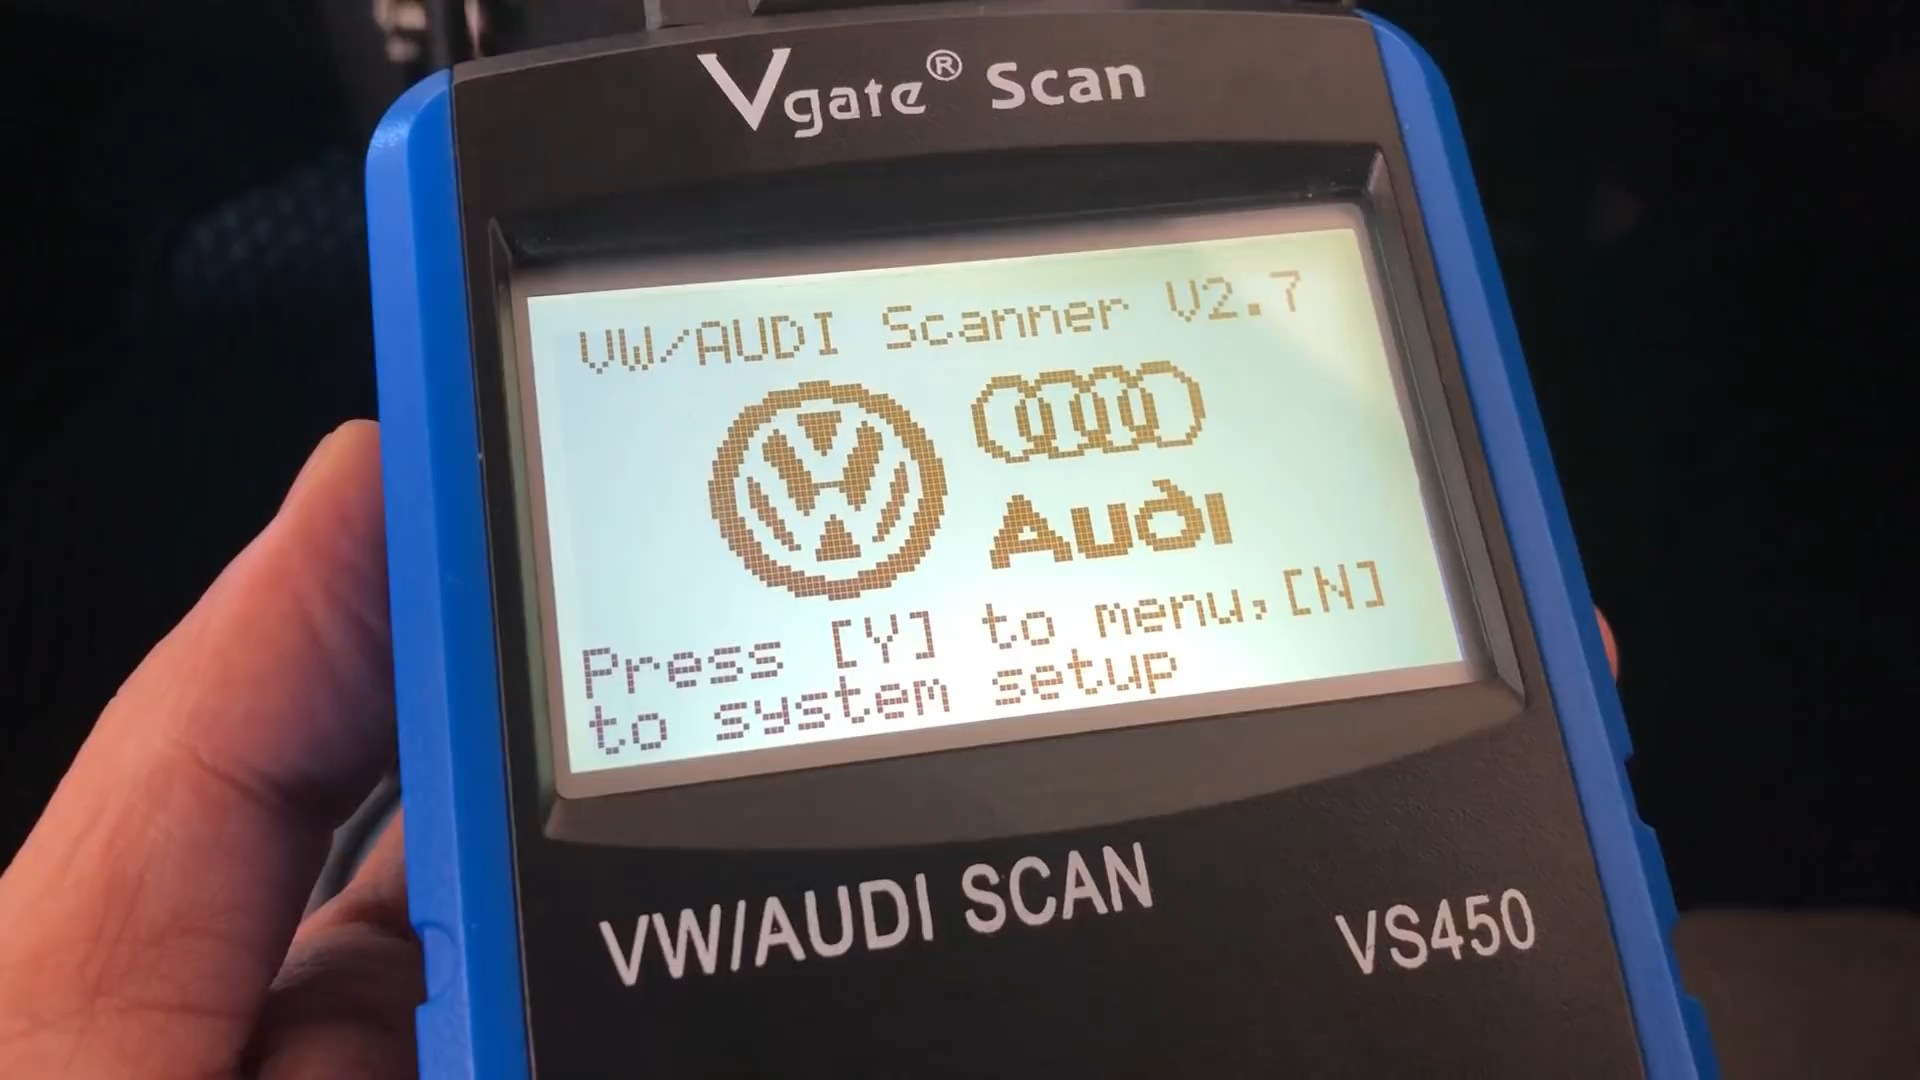 Vgate® Scan
VW/AUDI Scanner V2.7
Audi
Press [Y] to menu,[N]
to system setup
VW/AUDI SCAN
VS450